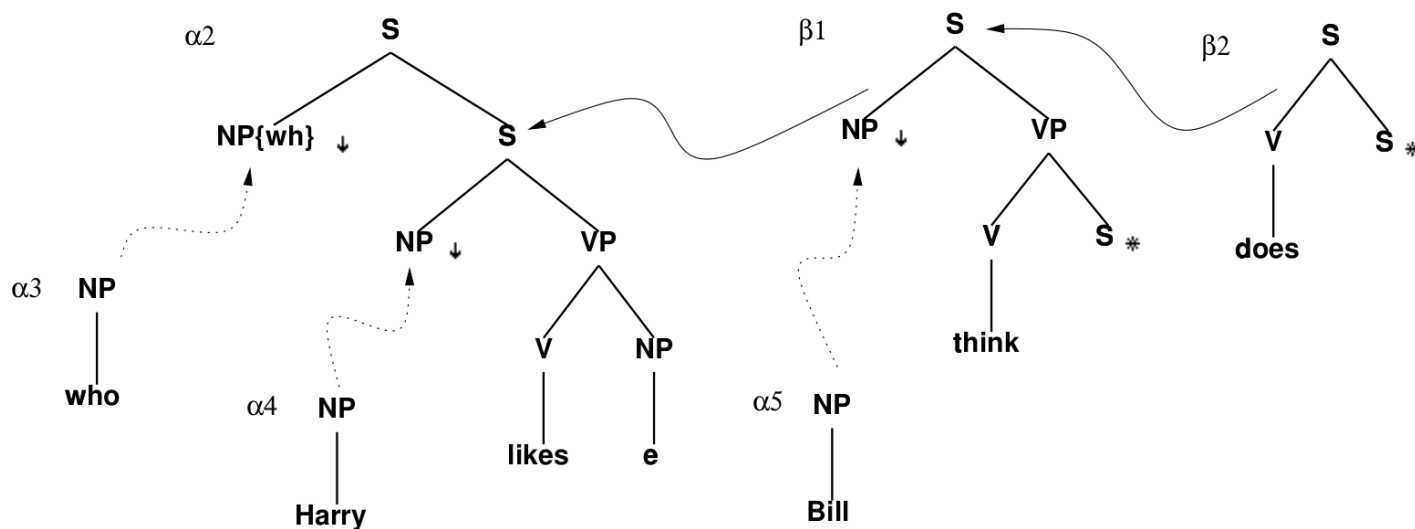 α2 S β1 S β2 S
NP{wh} ↓ S NP ↓ VP V S *
NP ↓ VP V S * does
α3 NP V NP think
who α4 NP likes e α5 NP
Harry Bill